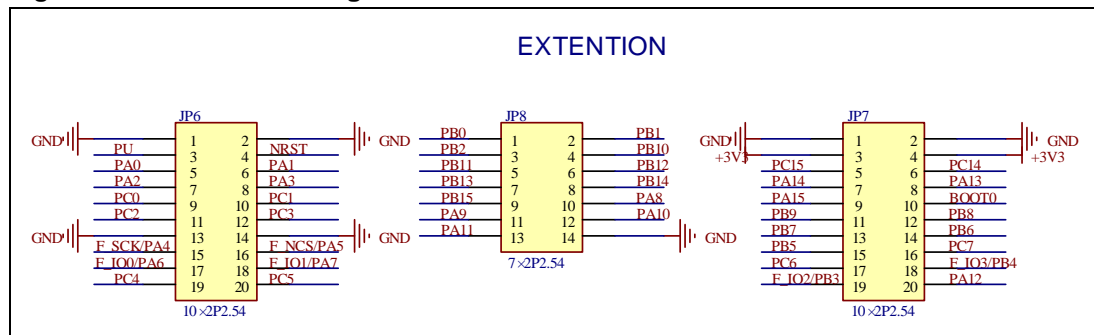 EXTENTION
JP6
GND 1 2 GND
PU 3 4 NRST
PA0 5 6 PA1
PA2 7 8 PA3
PC0 9 10 PC1
PC2 11 12 PC3
GND 13 14 GND
F_SCK/PA4 15 16 F_NCS/PA5
F_IO0/PA6 17 18 F_IO1/PA7
PC4 19 20 PC5
10×2P2.54
JP8
PB0 1 2 PB1
PB2 3 4 PB10
PB11 5 6 PB12
PB13 7 8 PB14
PB15 9 10 PA8
PA9 11 12 PA10
PA11 13 14 GND
7×2P2.54
JP7
GND 1 2 GND
+3V3 3 4 +3V3
PC15 5 6 PC14
PA14 7 8 PA13
PA15 9 10 BOOT0
PB9 11 12 PB8
PB7 13 14 PB6
PB5 15 16 PC7
PC6 17 18 F_IO3/PB4
F_IO2/PB3 19 20 PA12
10×2P2.54